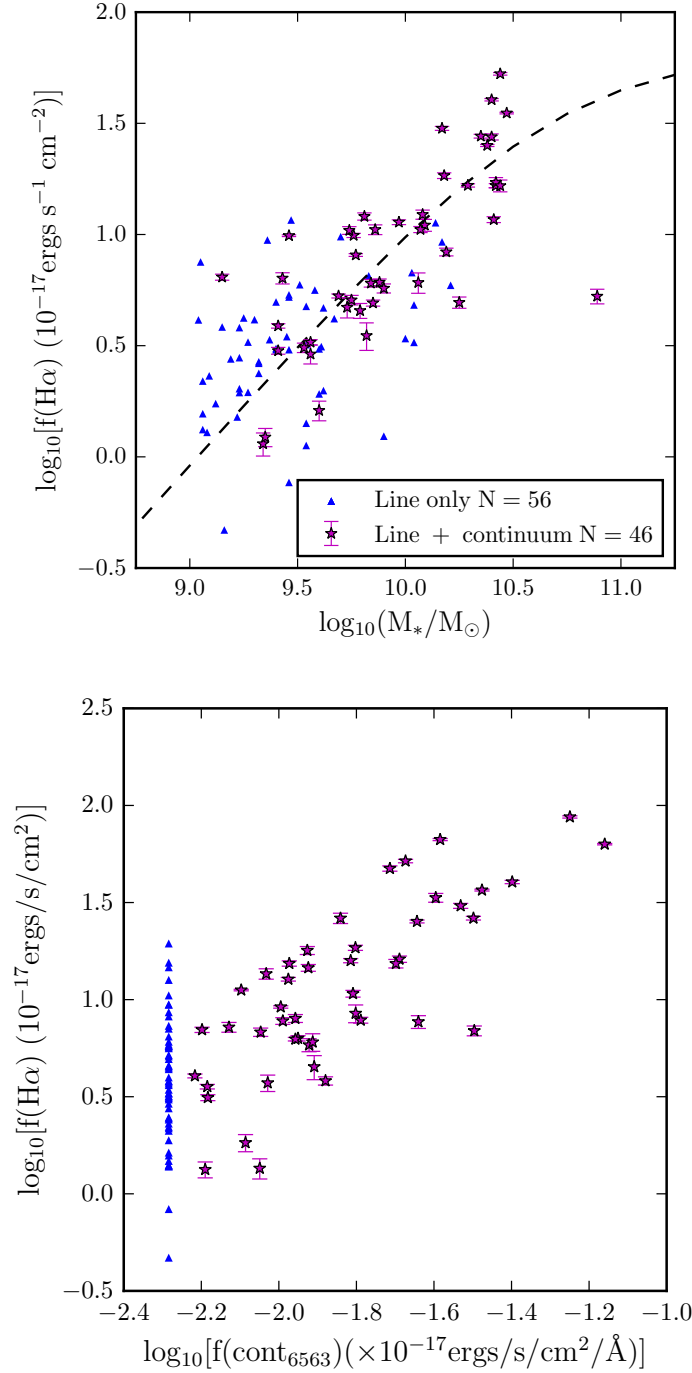 2.0
1.5
1.0
0.5
0.0
−0.5
log₁₀[f(Hα) (10⁻¹⁷ergs s⁻¹ cm⁻²)]
Line only N = 56
Line + continuum N = 46
9.0 9.5 10.0 10.5 11.0
log₁₀(M*/M☉)
2.5
2.0
1.5
1.0
0.5
0.0
−0.5
log₁₀[f(Hα) (10⁻¹⁷ergs/s/cm²)]
−2.4 −2.2 −2.0 −1.8 −1.6 −1.4 −1.2 −1.0
log₁₀[f(cont₆₅₆₃)(×10⁻¹⁷ergs/s/cm²/Å)]